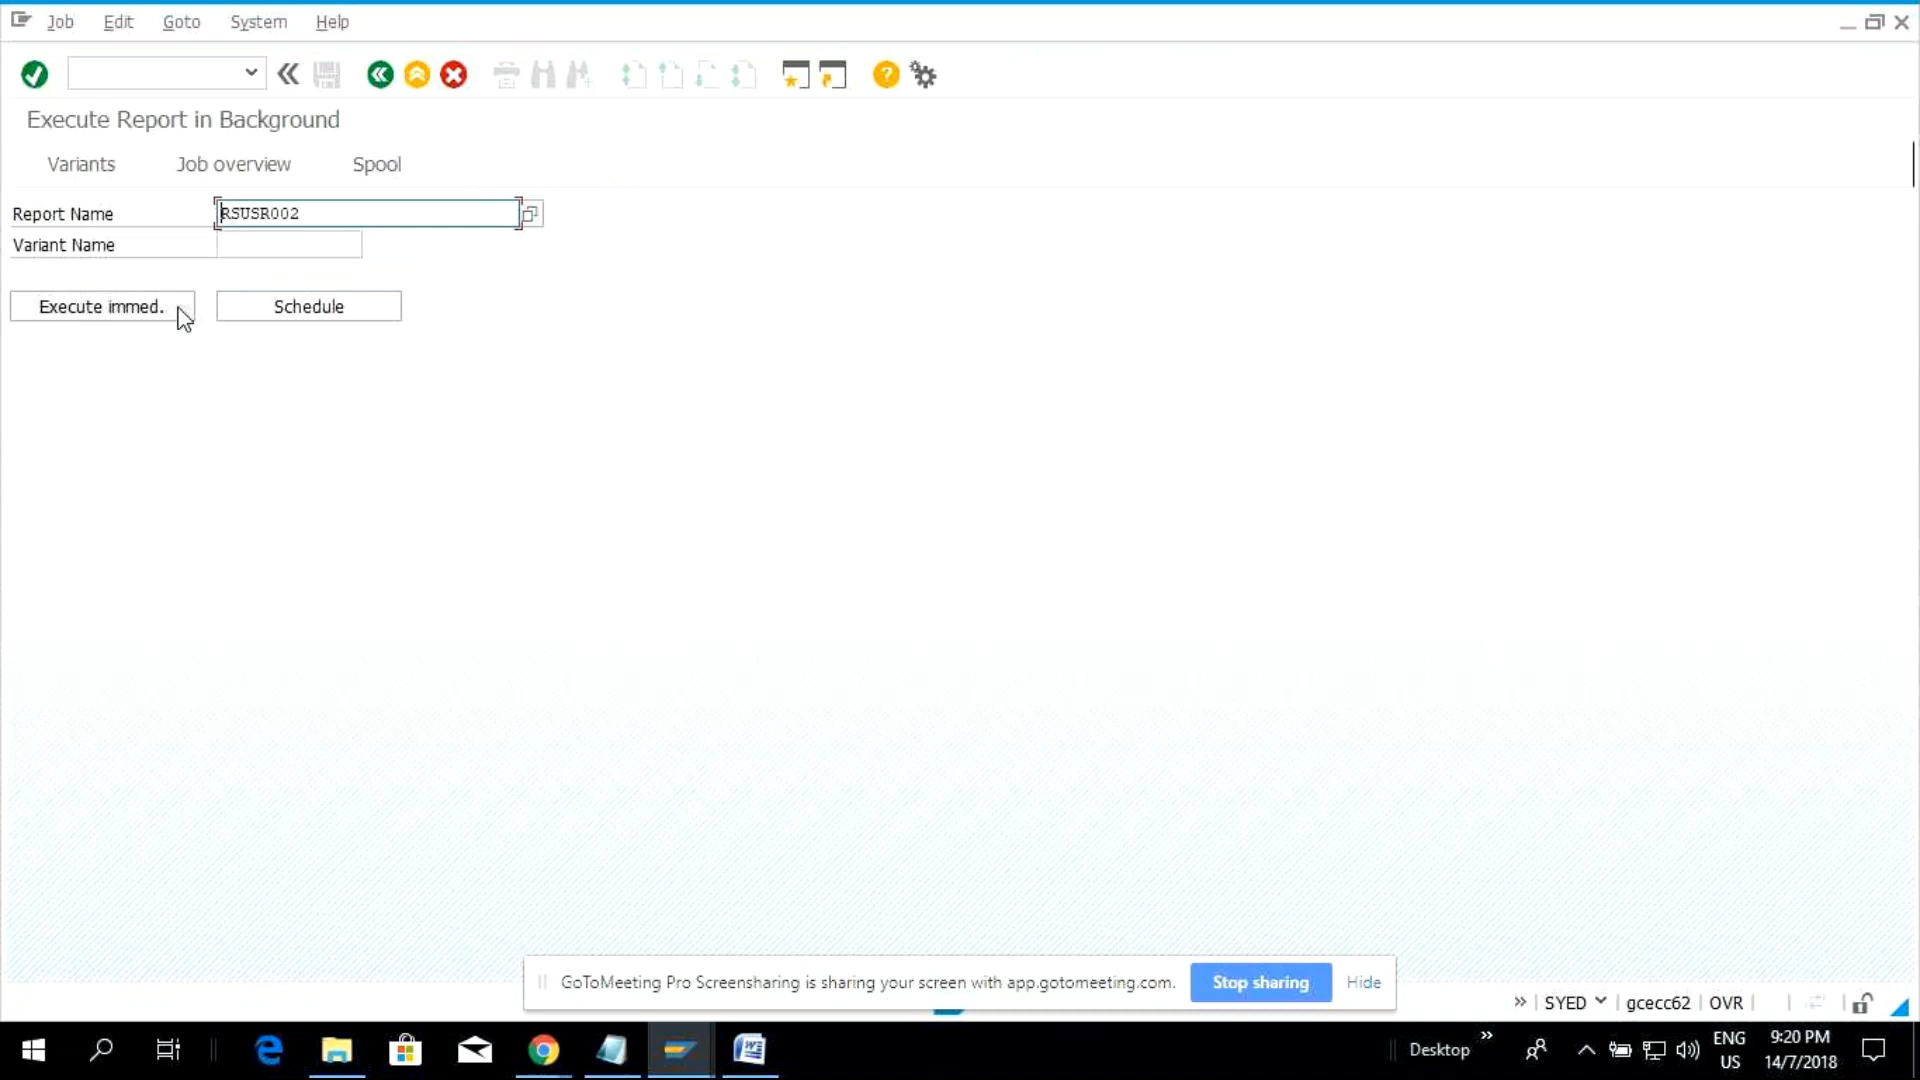 Job Edit Goto System Help
Execute Report in Background
Variants Job overview Spool
Report Name RSUSR002
Variant Name
Execute immed. Schedule
GoToMeeting Pro Screensharing is sharing your screen with app.gotomeeting.com. Stop sharing Hide
SYED gcecc62 OVR
Desktop
ENG
US
9:20 PM
14/7/2018